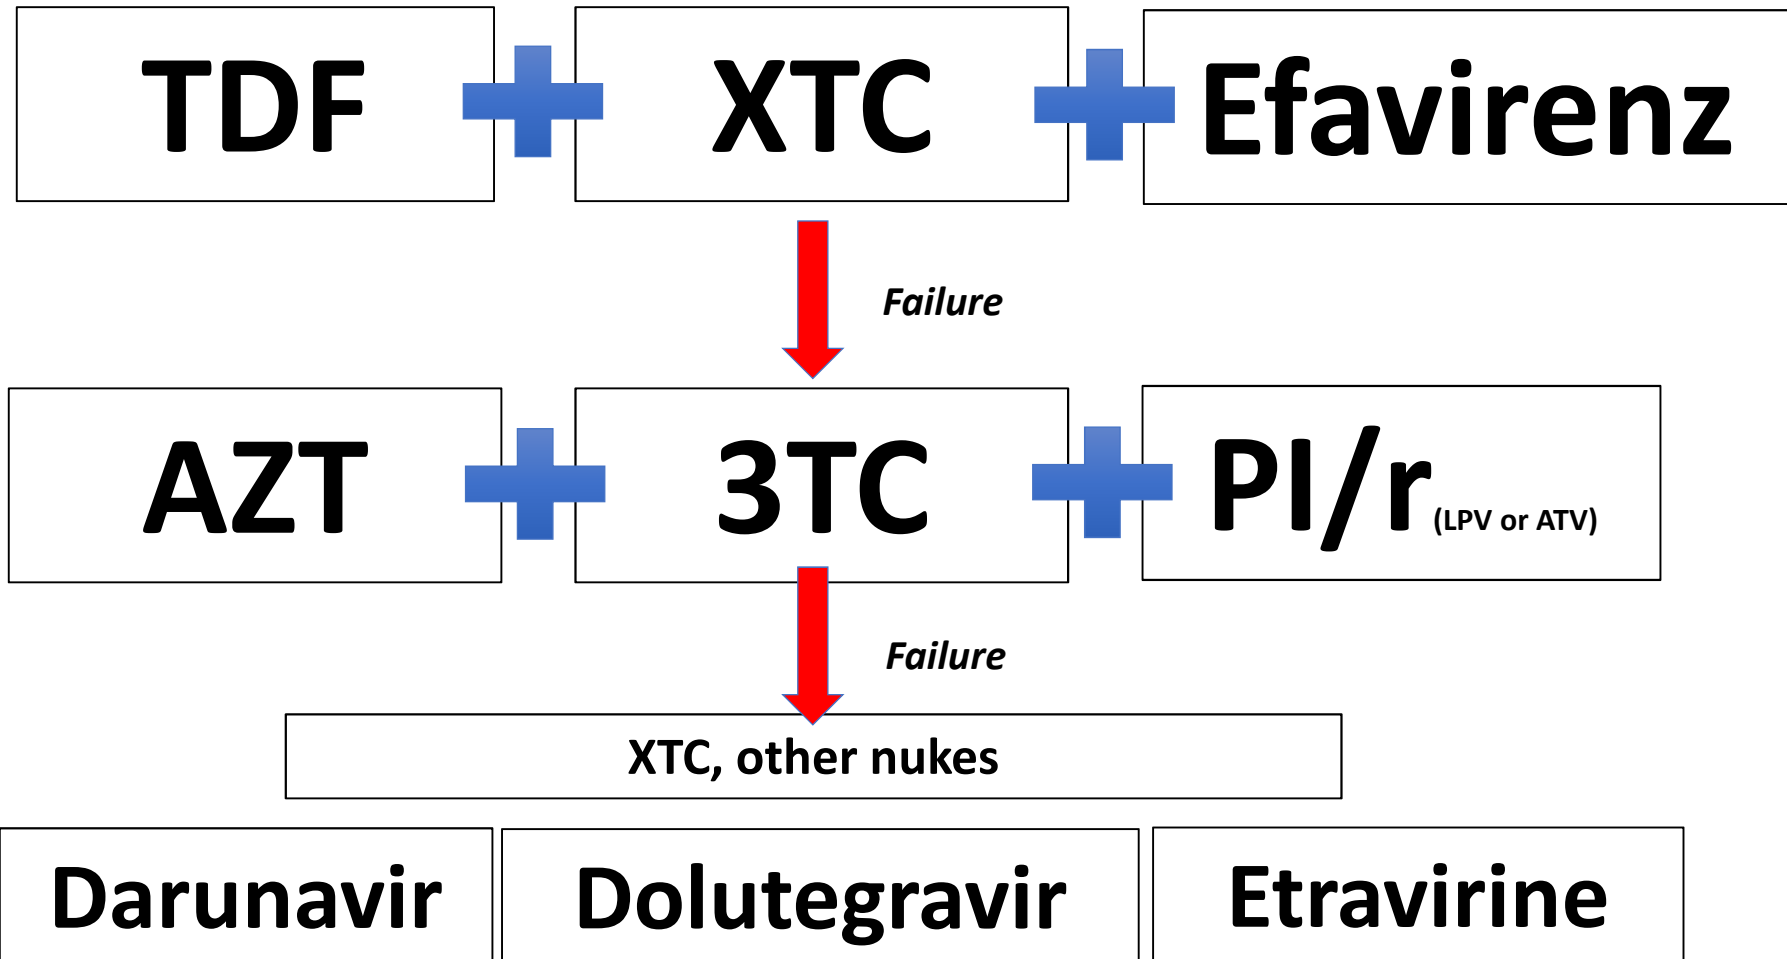 TDF XTC Efavirenz
Failure
AZT 3TC PI/r (LPV or ATV)
Failure
XTC, other nukes
Darunavir Dolutegravir Etravirine